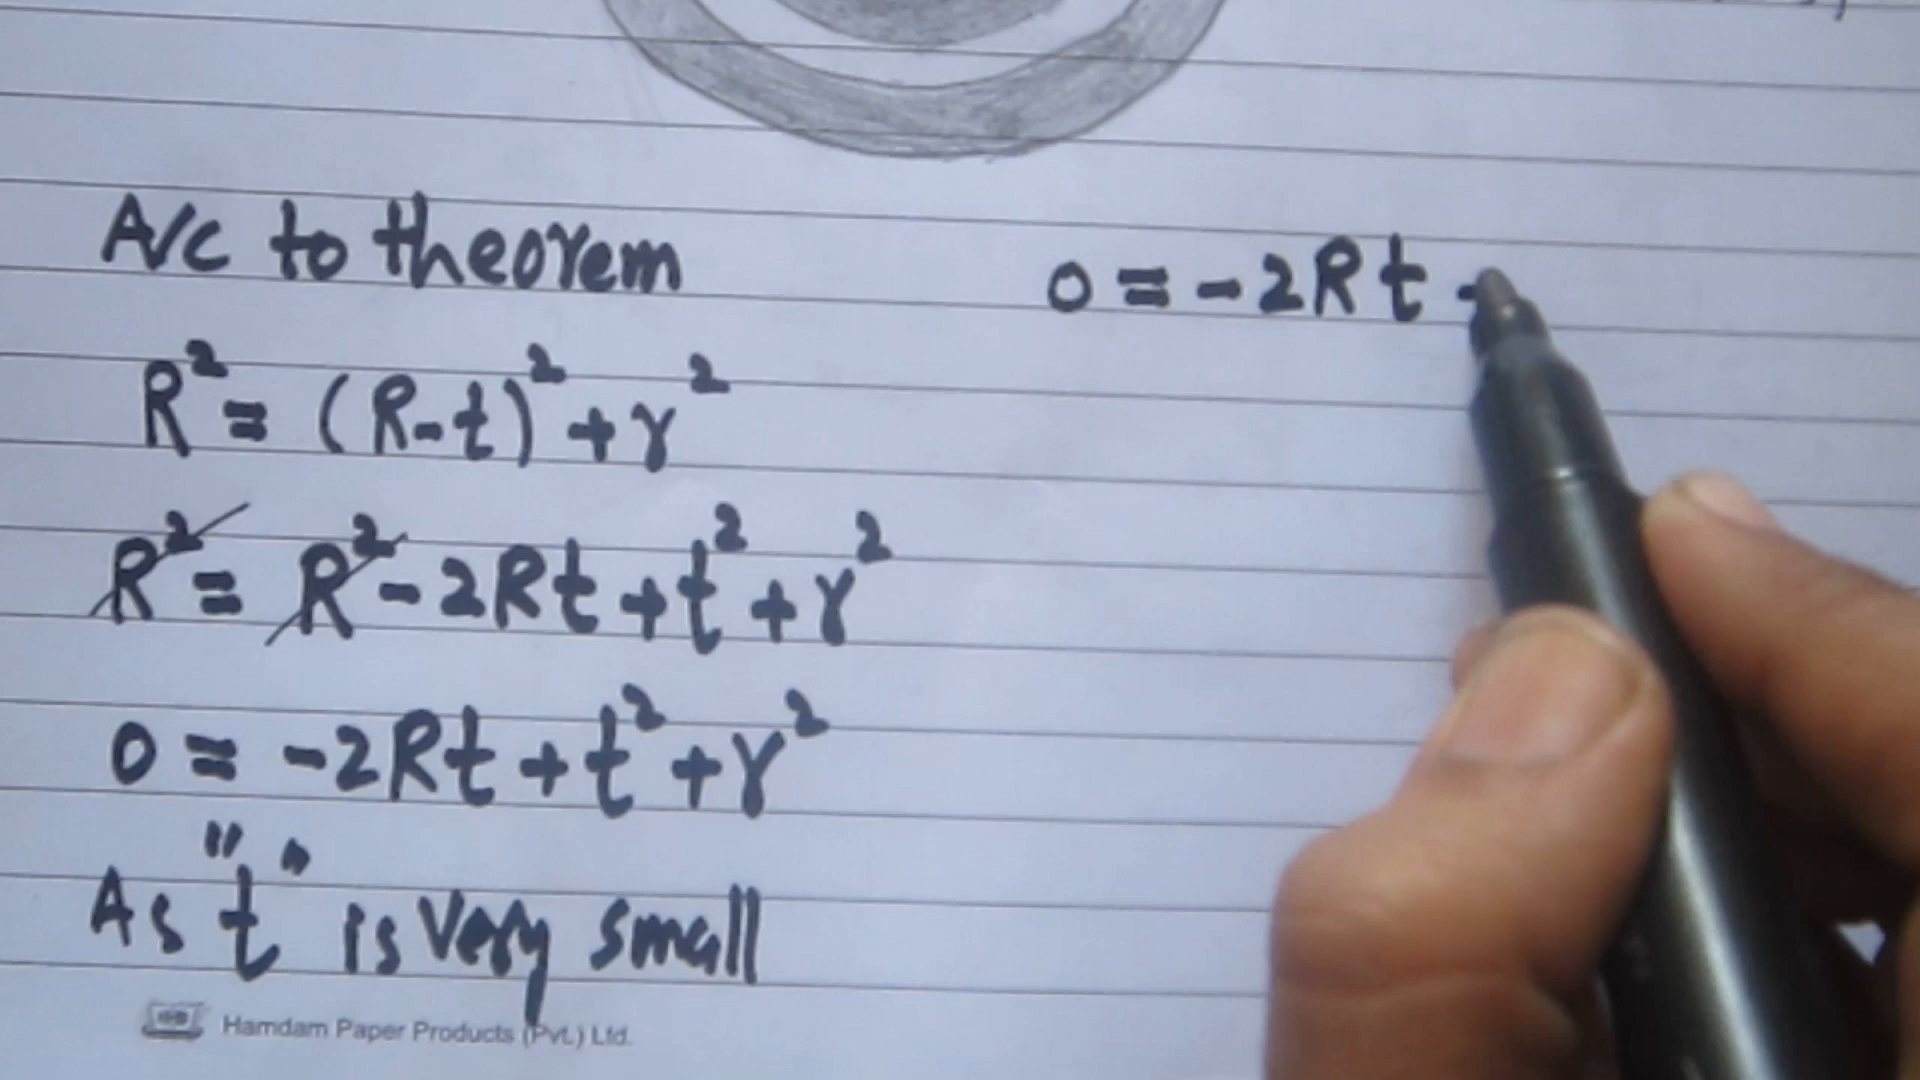 A/c to theorem
R² = (R-t)² + r²
R² = R² - 2Rt + t² + r²
0 = -2Rt + t² + r²
As "t" is very small
Hamdam Paper Products (Pvt.) Ltd.
0 = -2Rt